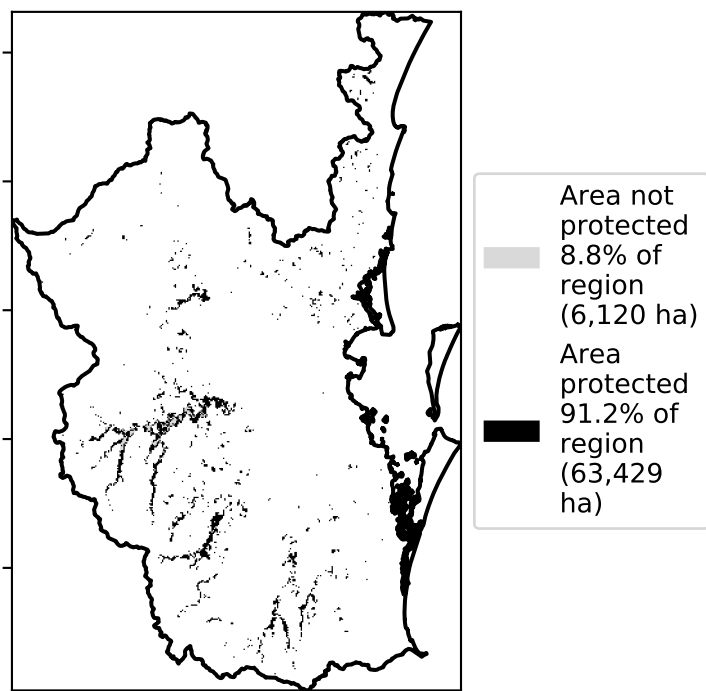 Area not
protected
8.8% of
region
(6,120 ha)
Area
protected
91.2% of
region
(63,429
ha)